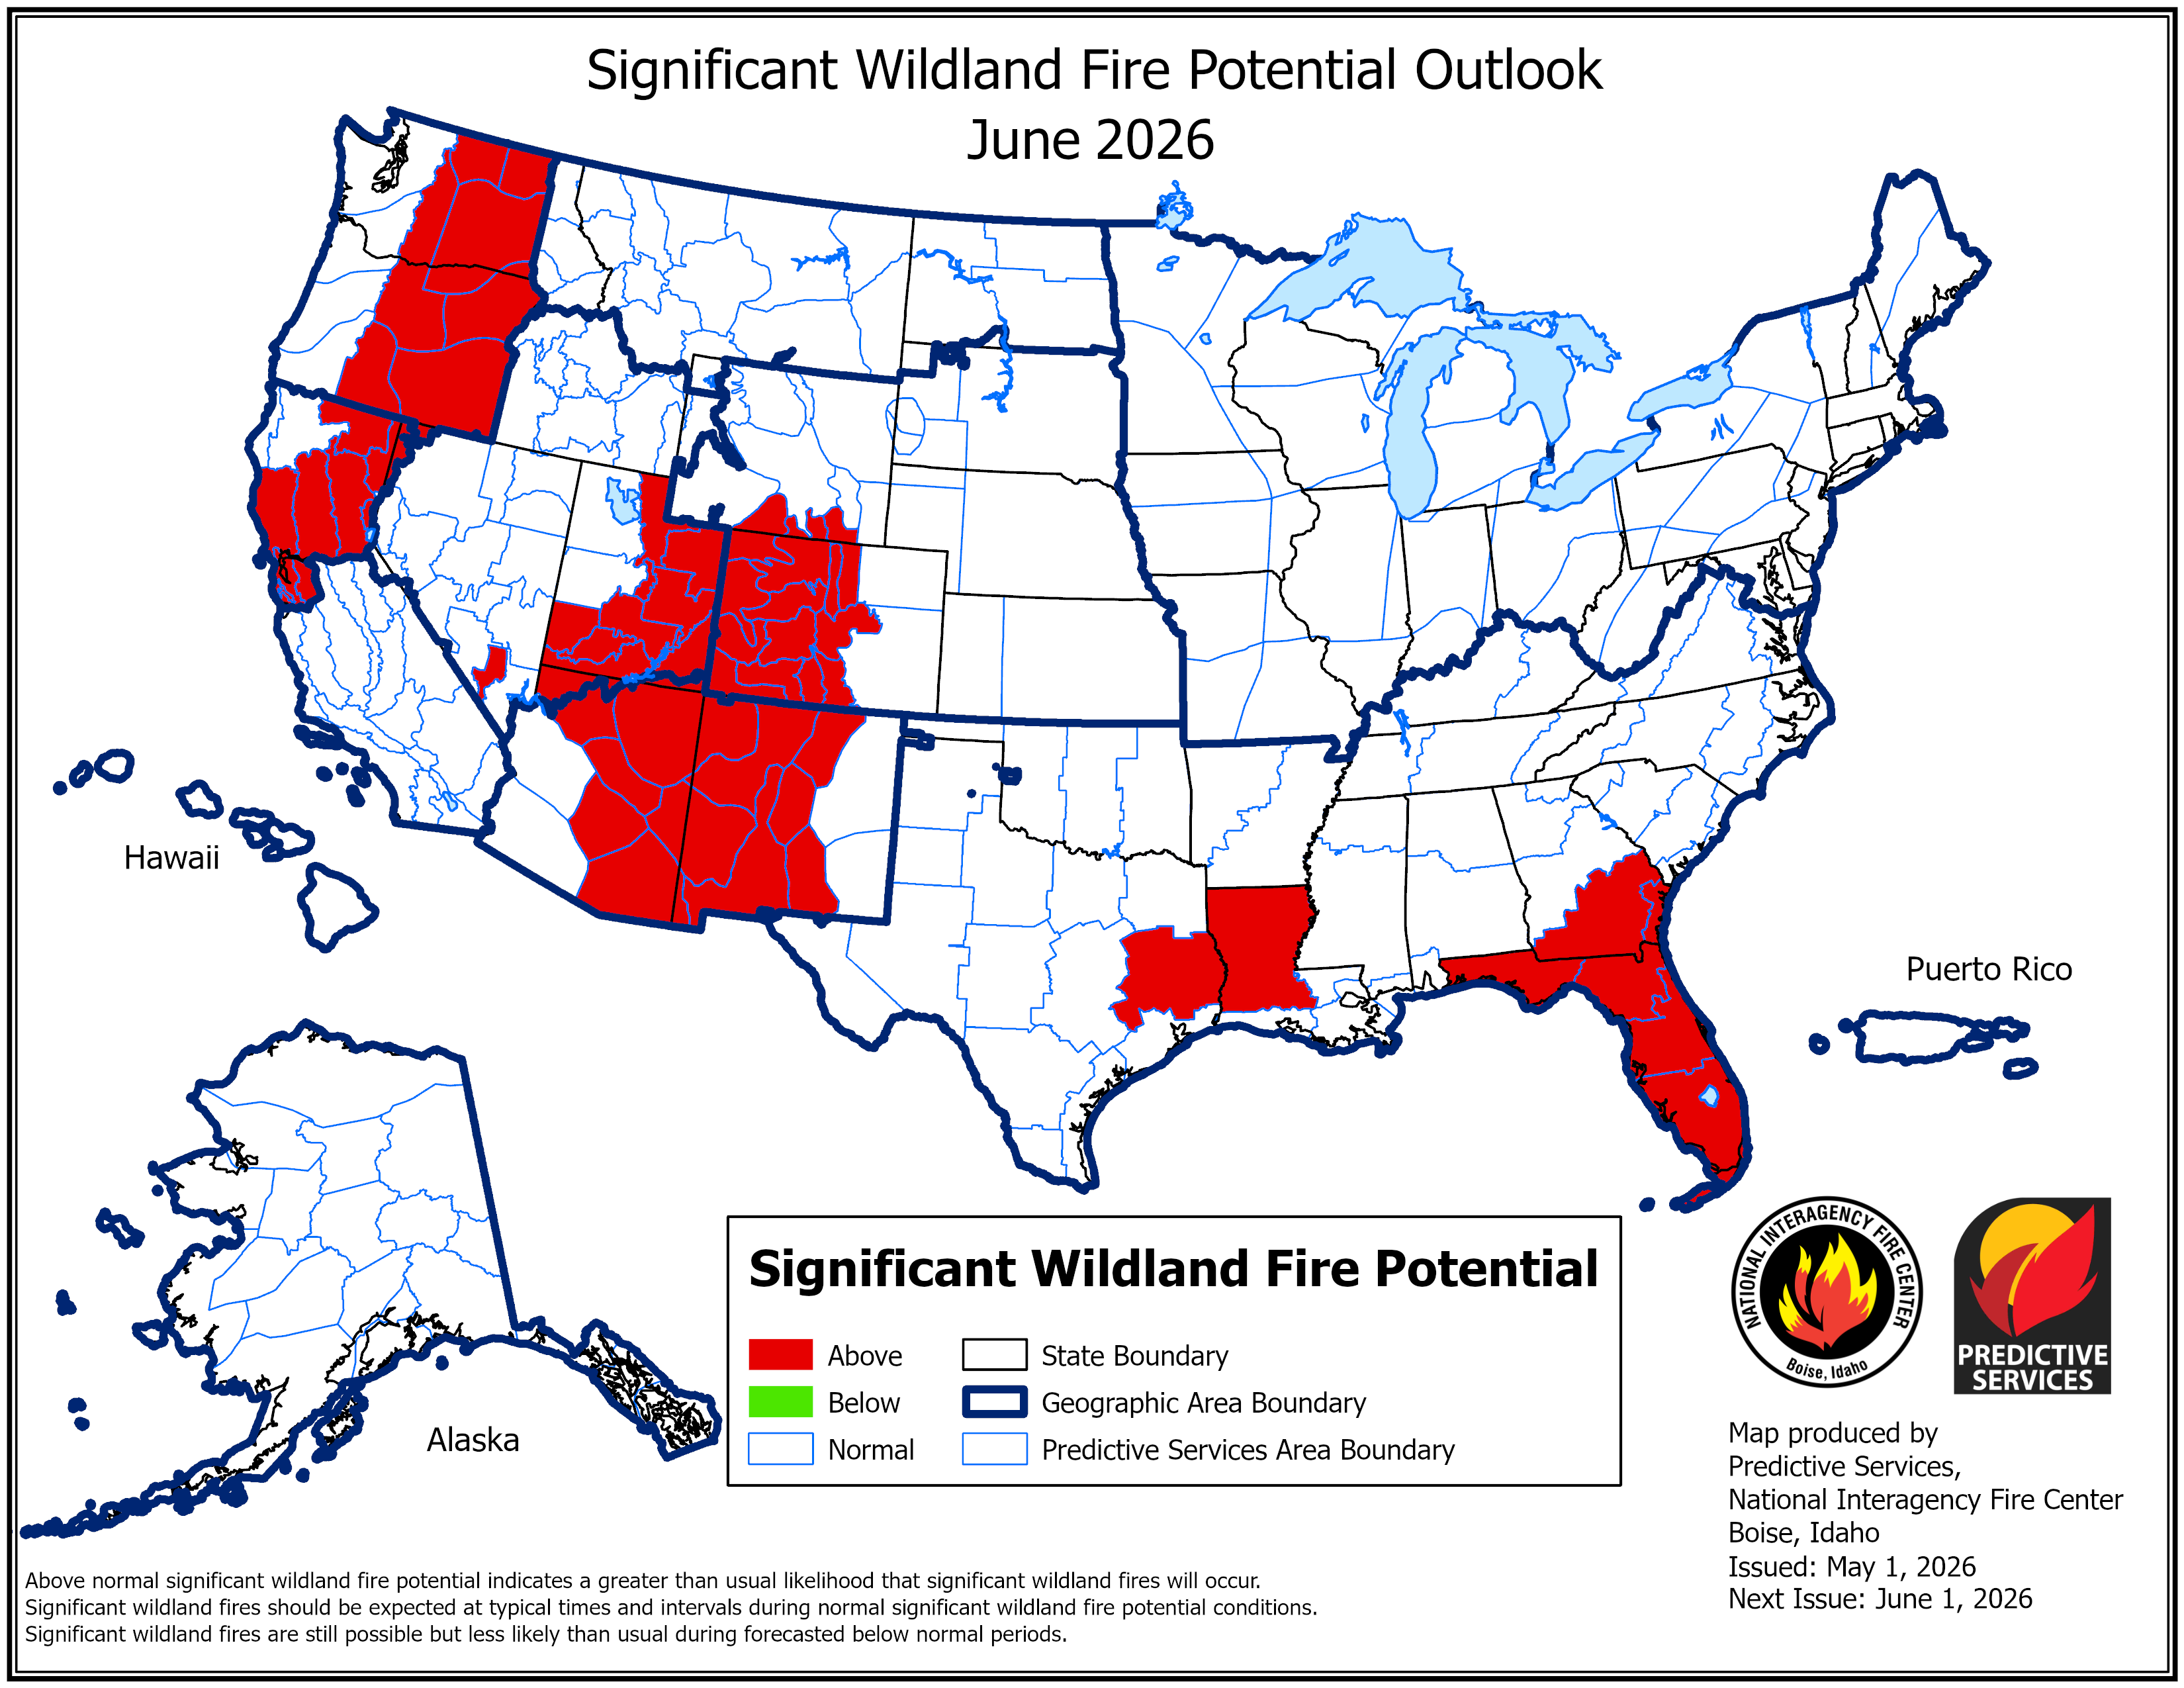 Significant Wildland Fire Potential Outlook
June 2026
Hawaii
Puerto Rico
Alaska
Significant Wildland Fire Potential
Above
State Boundary
Below
Geographic Area Boundary
Normal
Predictive Services Area Boundary
NATIONAL INTERAGENCY FIRE CENTER
Boise, Idaho
PREDICTIVE
SERVICES
Map produced by
Predictive Services,
National Interagency Fire Center
Boise, Idaho
Issued: May 1, 2026
Next Issue: June 1, 2026
Above normal significant wildland fire potential indicates a greater than usual likelihood that significant wildland fires will occur.
Significant wildland fires should be expected at typical times and intervals during normal significant wildland fire potential conditions.
Significant wildland fires are still possible but less likely than usual during forecasted below normal periods.